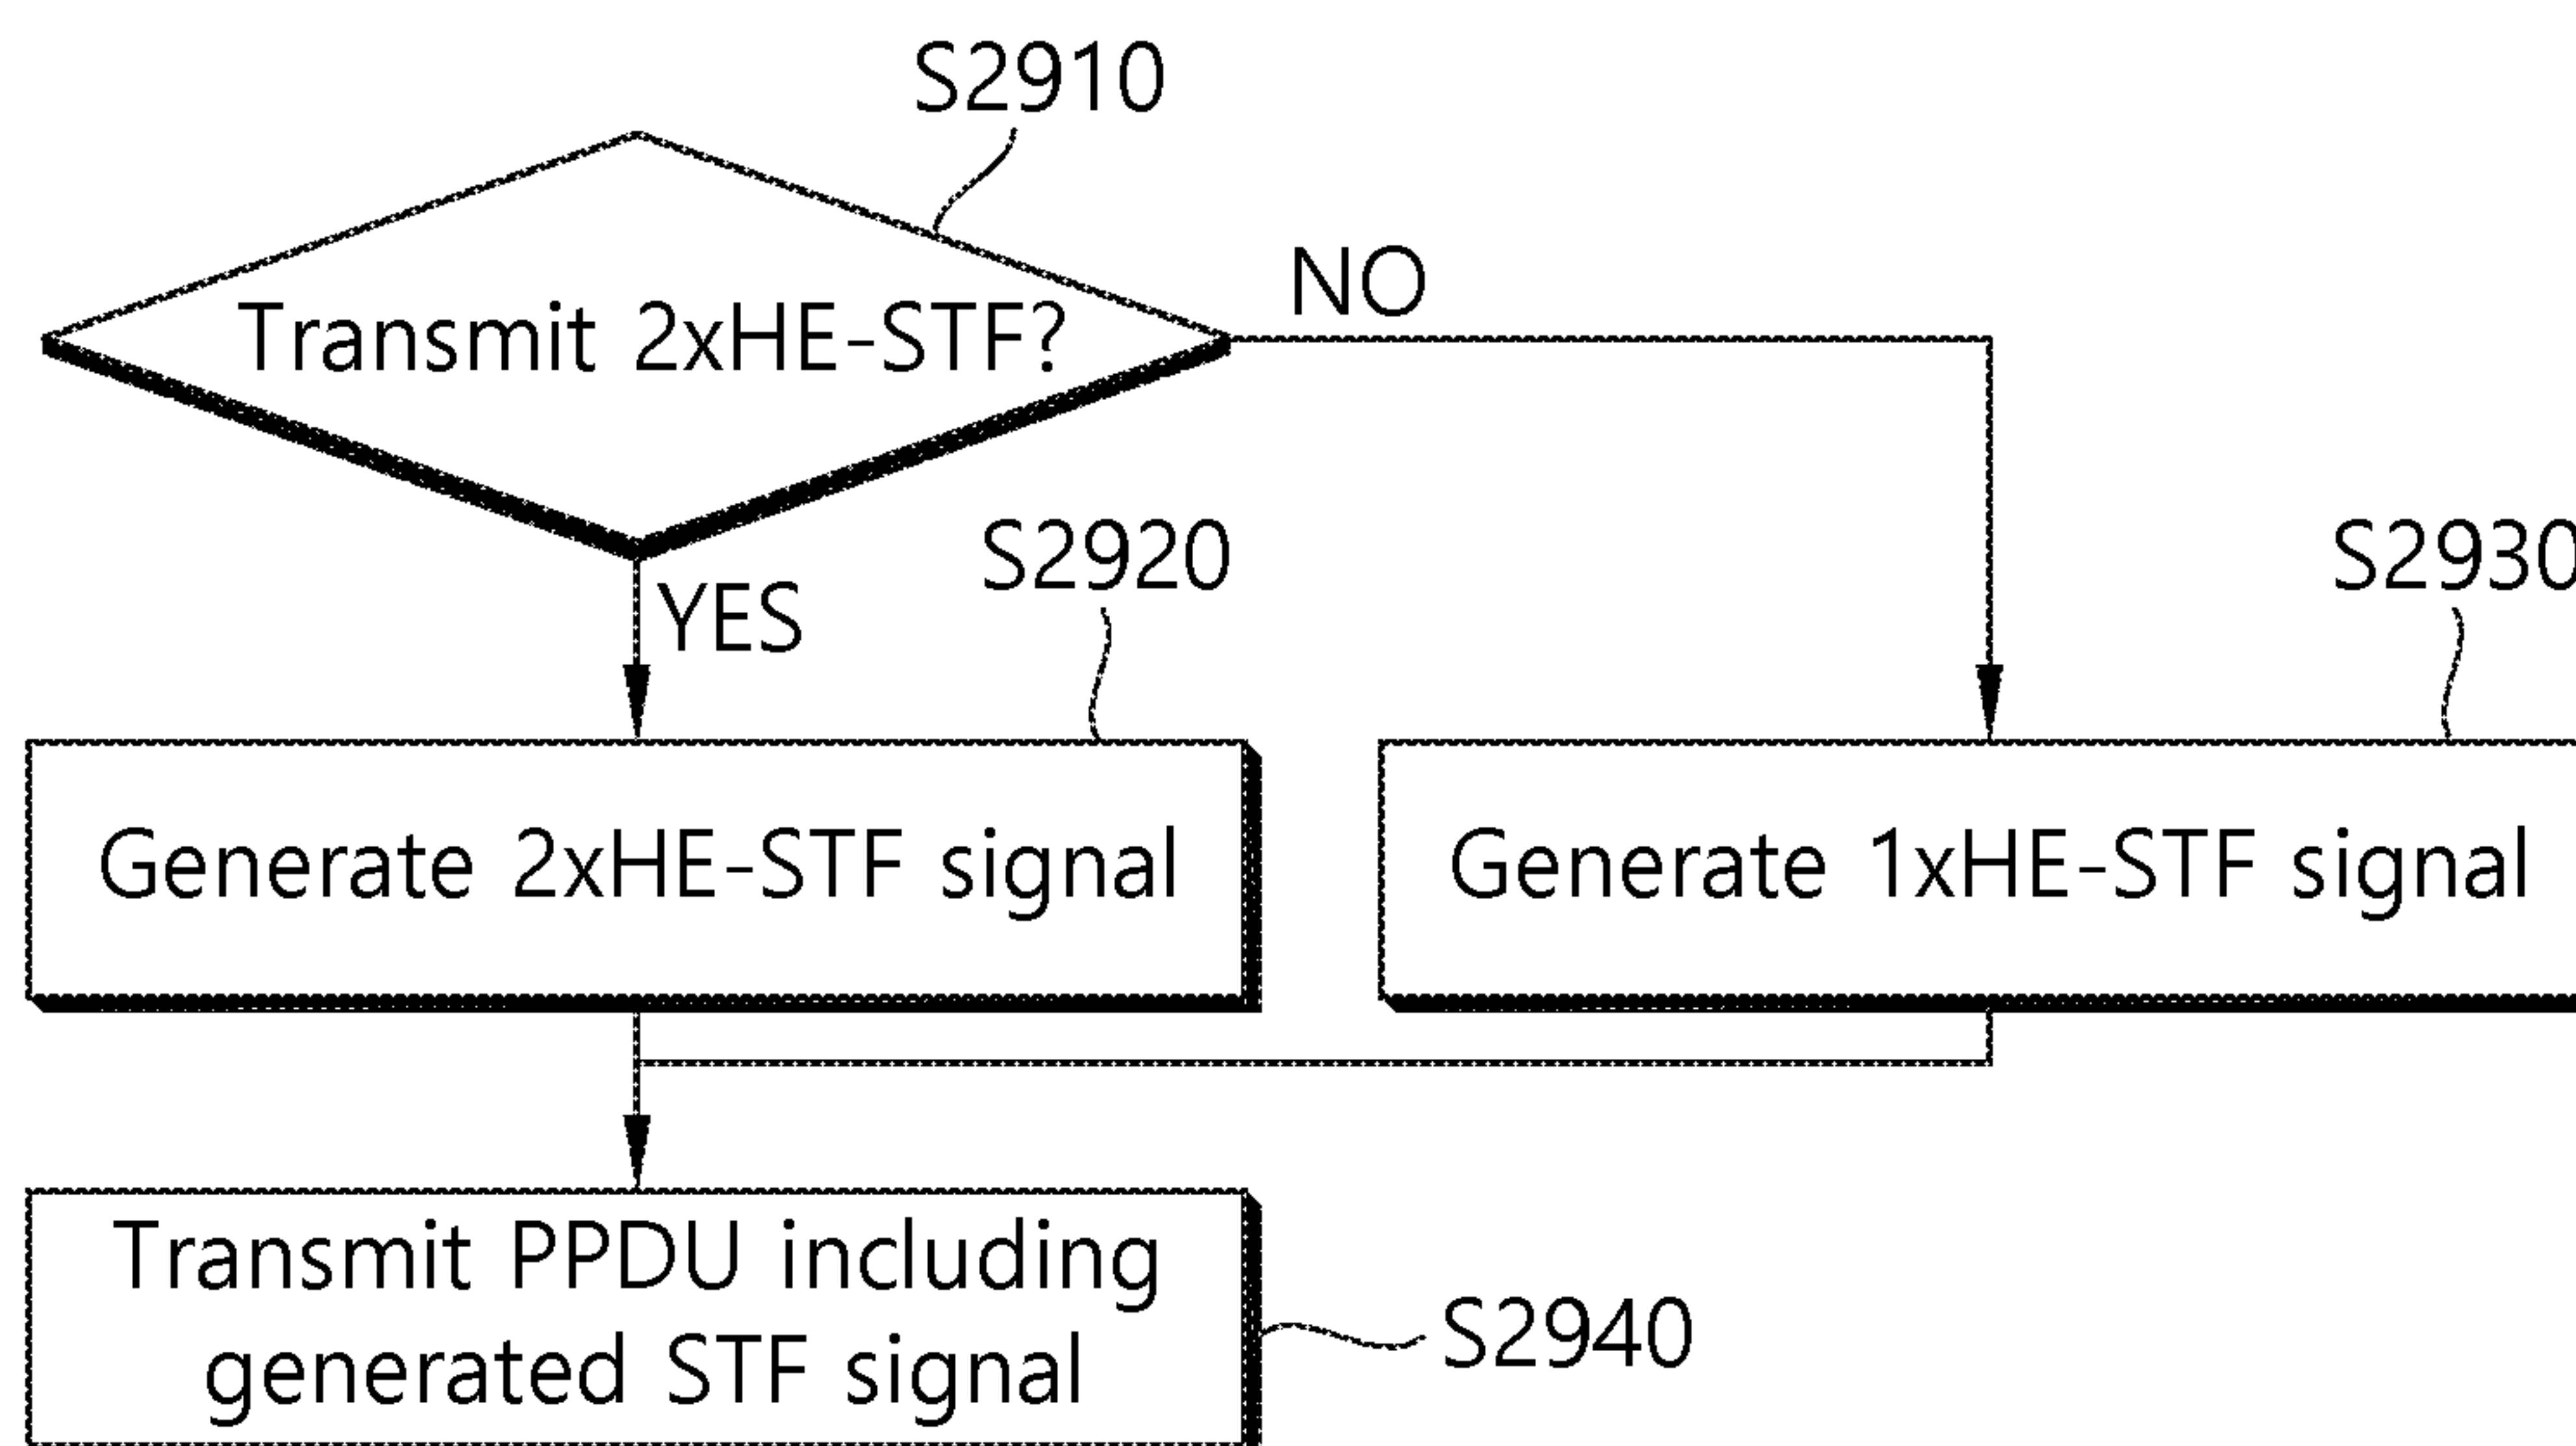 S2910
Transmit 2xHE-STF?
NO
YES
S2920
S2930
Generate 2xHE-STF signal
Generate 1xHE-STF signal
Transmit PPDU including
generated STF signal
S2940